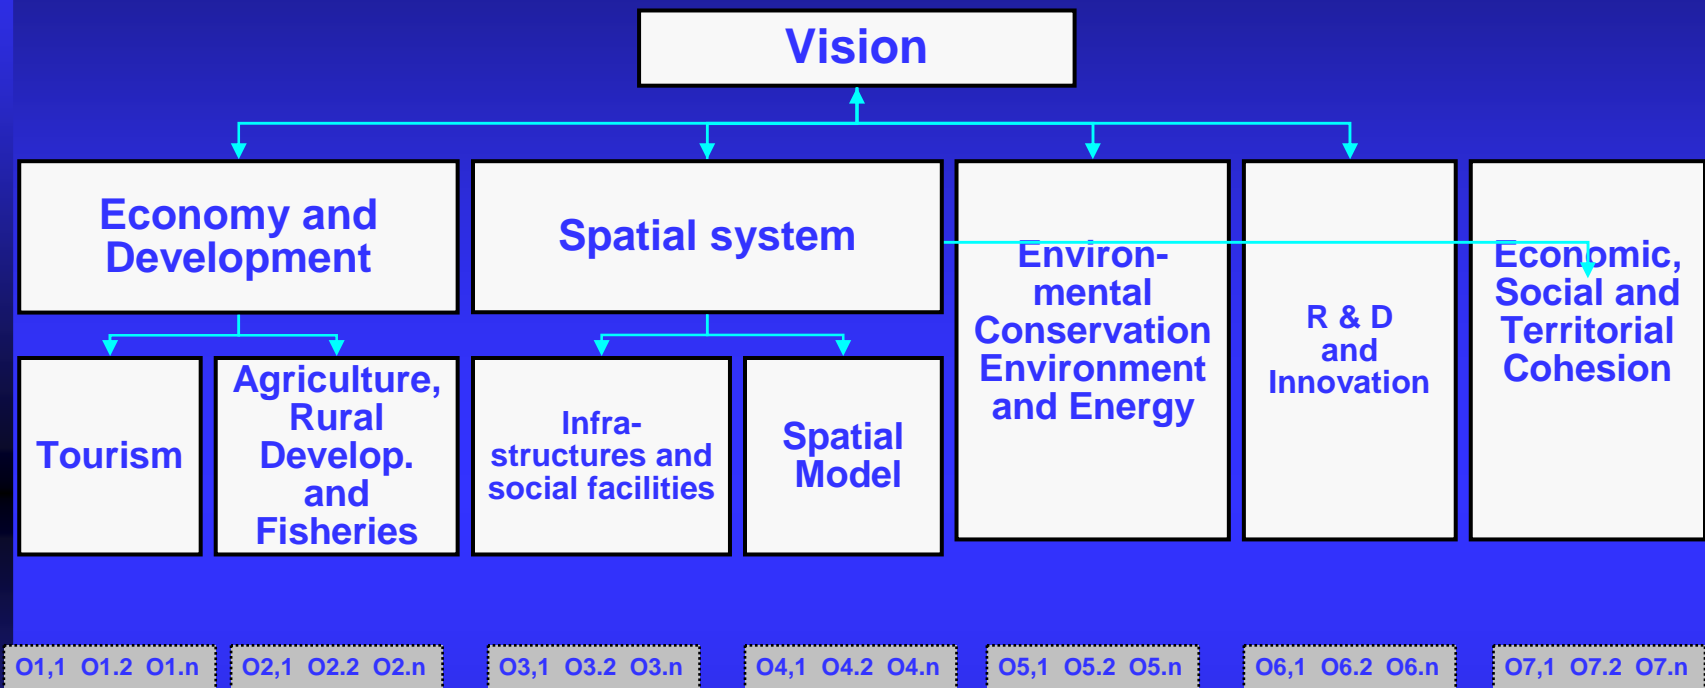 Vision
Economy and
Development
Spatial system
Environ-
mental
Conservation
Environment
and Energy
R & D
and
Innovation
Economic,
Social and
Territorial
Cohesion
Tourism
Agriculture,
Rural
Develop.
and
Fisheries
Infra-
structures and
social facilities
Spatial
Model
O1,1 O1.2 O1.n
O2,1 O2.2 O2.n
O3,1 O3.2 O3.n
O4,1 O4.2 O4.n
O5,1 O5.2 O5.n
O6,1 O6.2 O6.n
O7,1 O7.2 O7.n